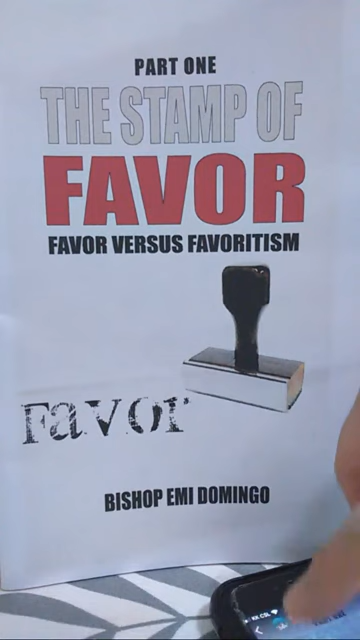 PART ONE
THE STAMP OF
FAVOR
FAVOR VERSUS FAVORITISM
Favor
BISHOP EMI DOMINGO